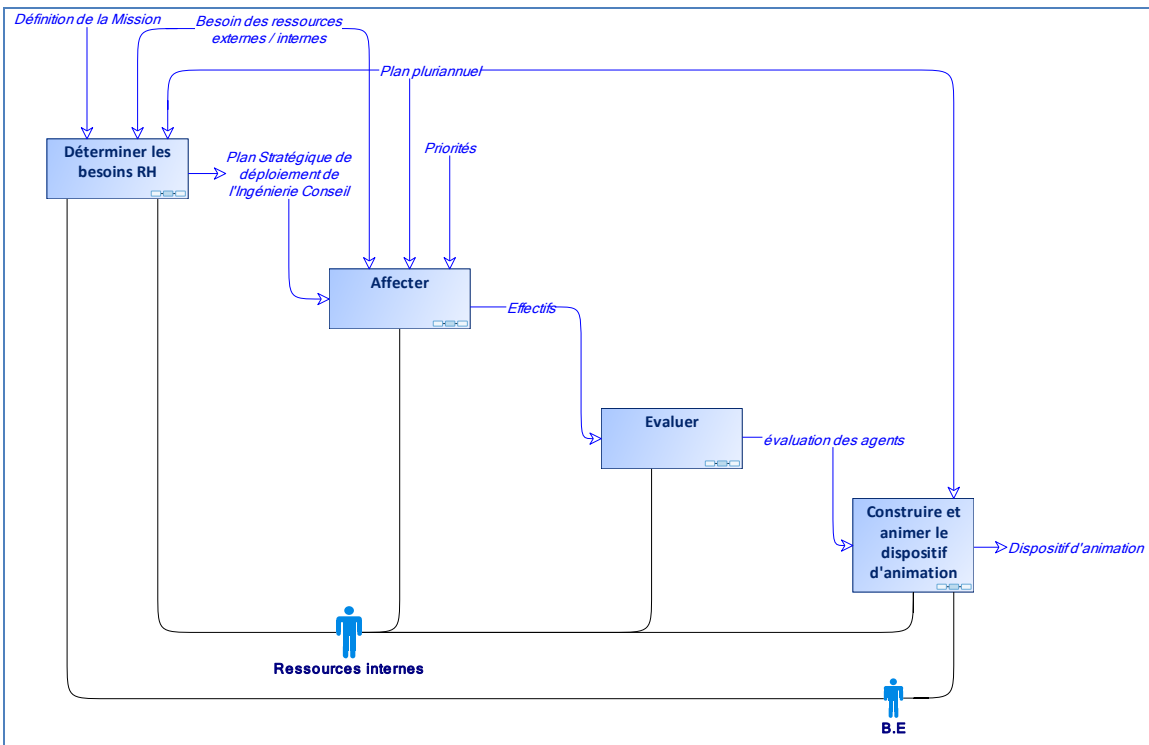 Définition de la Mission
Besoin des ressources
externes / internes
Plan pluriannuel
Déterminer les
besoins RH
Plan Stratégique de
déploiement de
l'Ingénierie Conseil
Priorités
Affecter
Effectifs
Evaluer
évaluation des agents
Construire et
animer le
dispositif
d'animation
Dispositif d'animation
Ressources internes
B.E